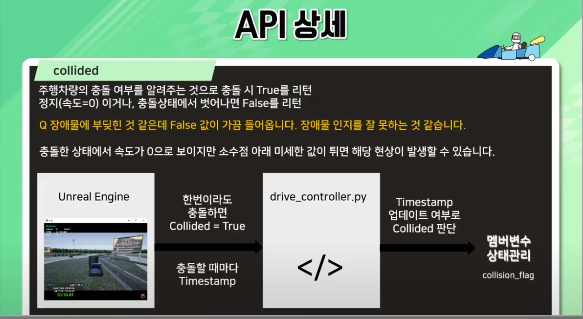 API 상세
collided
주행차량의 충돌 여부를 알려주는 것으로 충돌 시 True를 리턴
정지(속도=0) 이거나, 충돌상태에서 벗어나면 False를 리턴
Q 장애물에 부딪힌 것 같은데 False 값이 가끔 들어옵니다. 장애물 인지를 잘 못하는 것 같습니다.
충돌한 상태에서 속도가 0으로 보이지만 소수점 아래 미세한 값이 튀면 해당 현상이 발생할 수 있습니다.
Unreal Engine
한번이라도
충돌하면
Collided = True
충돌할 때마다
Timestamp
drive_controller.py
</>
Timestamp
업데이트 여부로
Collided 판단
멤버변수
상태관리
collision_flag